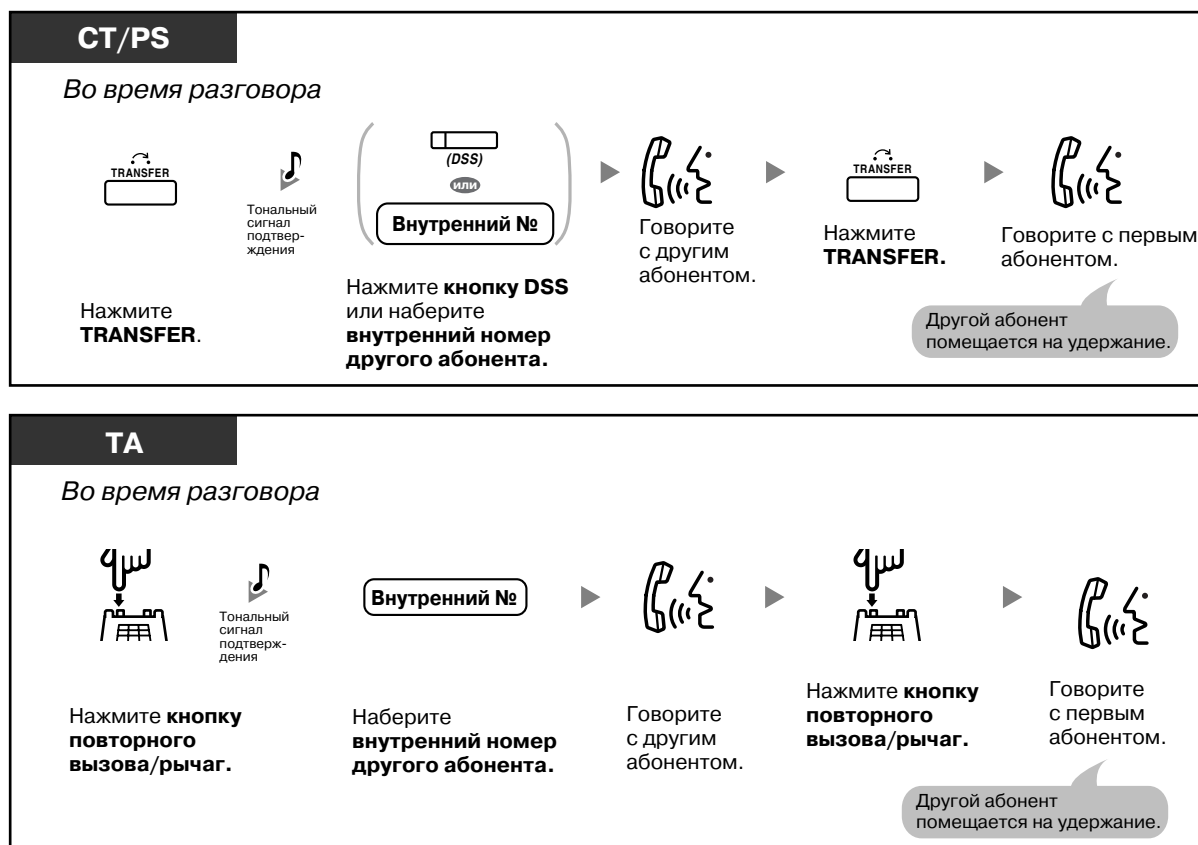 СТ/PS
Во время разговора
TRANSFER
Тональный
сигнал
подтвер-
ждения
(DSS)
или
Внутренний №
TRANSFER
Нажмите
TRANSFER.
Нажмите кнопку DSS
или наберите
внутренний номер
другого абонента.
Говорите
с другим
абонентом.
Нажмите
TRANSFER.
Говорите с первым
абонентом.
Другой абонент
помещается на удержание.
ТА
Во время разговора
Тональный
сигнал
подтверж-
дения
Внутренний №
Нажмите кнопку
повторного
вызова/рычаг.
Наберите
внутренний номер
другого абонента.
Говорите
с другим
абонентом.
Нажмите кнопку
повторного
вызова/рычаг.
Говорите
с первым
абонентом.
Другой абонент
помещается на удержание.